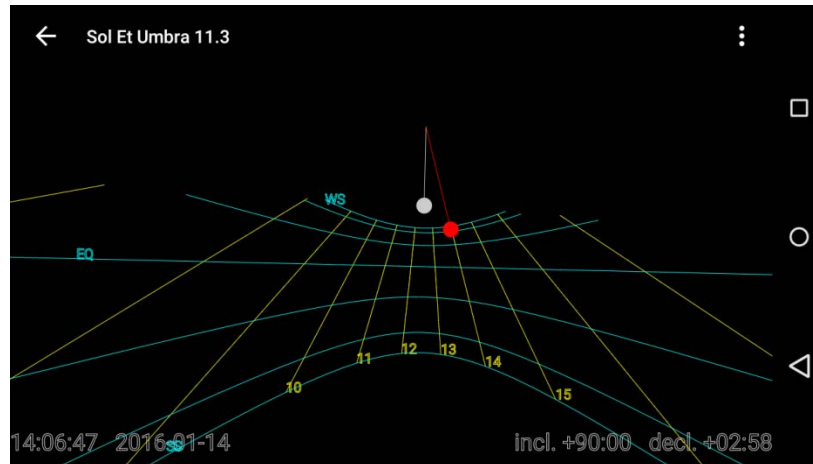 Sol Et Umbra 11.3
WS
EQ
12 13
11 14
10 15
SS
14:06:47 2016-01-14 incl. +90:00 decl. +02:58